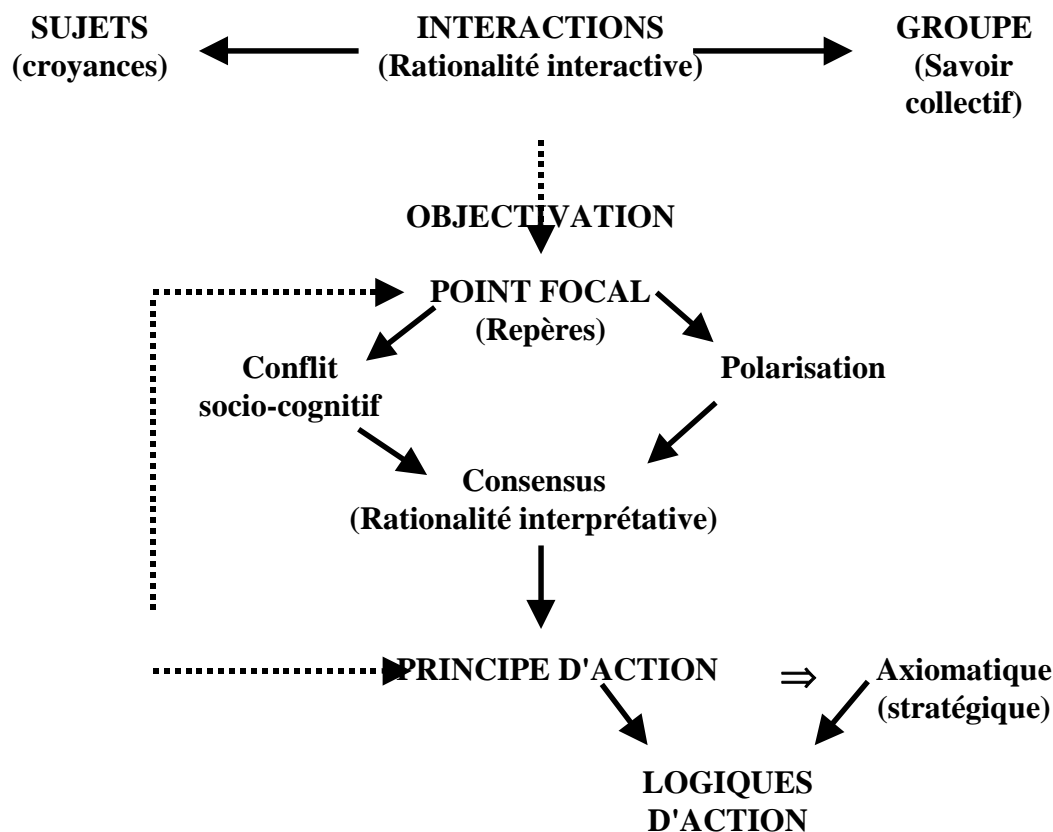 SUJETS
(croyances)
INTERACTIONS
(Rationalité interactive)
GROUPE
(Savoir
collectif)
OBJECTIVATION
POINT FOCAL
(Repères)
Conflit
socio-cognitif
Polarisation
Consensus
(Rationalité interprétative)
PRINCIPE D'ACTION
⇒
Axiomatique
(stratégique)
LOGIQUES
D'ACTION